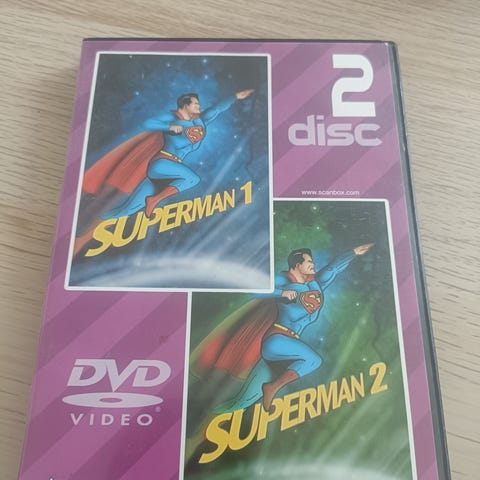 2
disc
www.scanbox.com
SUPERMAN 1
SUPERMAN 2
DVD
VIDEO